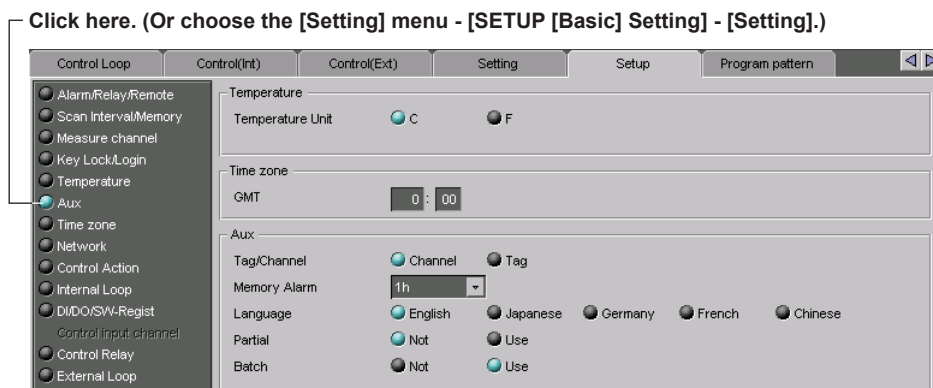 Click here. (Or choose the [Setting] menu - [SETUP [Basic] Setting] - [Setting].)
Control Loop Control(Int) Control(Ext) Setting Setup Program pattern
Alarm/Relay/Remote
Scan Interval/Memory
Measure channel
Key Lock/Login
Temperature
Aux
Time zone
Network
Control Action
Internal Loop
DI/DO/SW-Regist
Control input channel
Control Relay
External Loop
Temperature
Temperature Unit C F
Time zone
GMT 0 : 00
Aux
Tag/Channel Channel Tag
Memory Alarm 1h
Language English Japanese Germany French Chinese
Partial Not Use
Batch Not Use